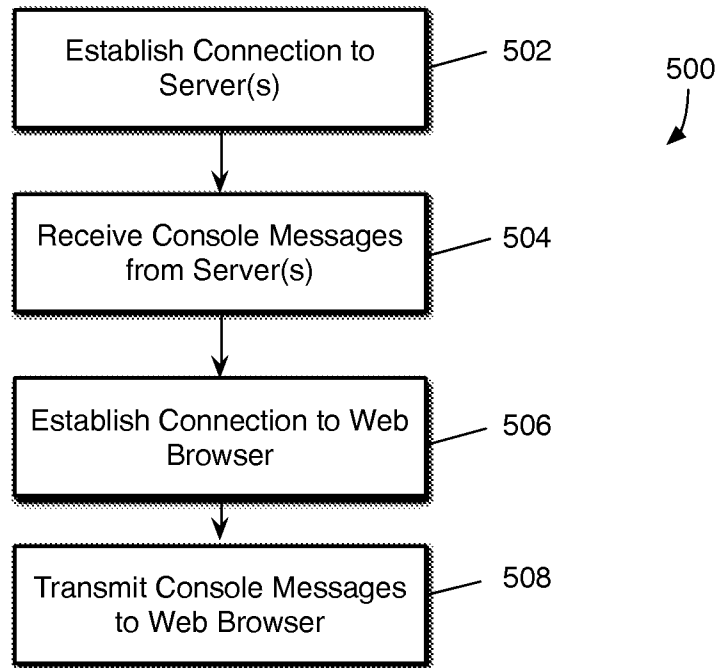 Establish Connection to
Server(s)
502
500
Receive Console Messages
from Server(s)
504
Establish Connection to Web
Browser
506
Transmit Console Messages
to Web Browser
508